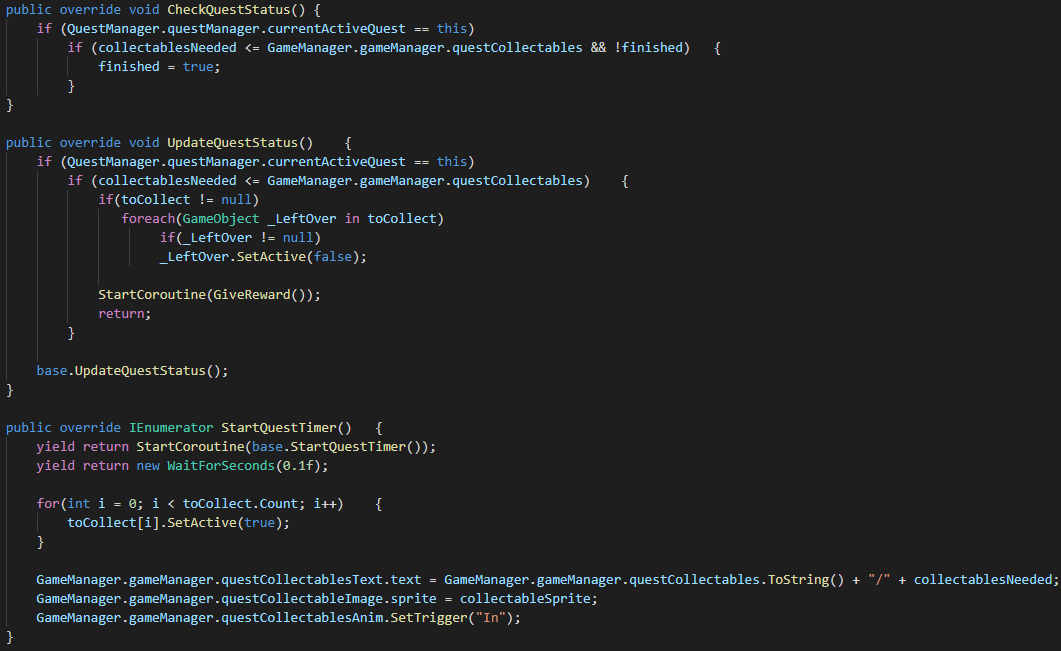 public override void CheckQuestStatus() {
    if (QuestManager.questManager.currentActiveQuest == this)
        if (collectablesNeeded <= GameManager.gameManager.questCollectables && !finished)   {
            finished = true;
        }
}

public override void UpdateQuestStatus()    {
    if (QuestManager.questManager.currentActiveQuest == this)
        if (collectablesNeeded <= GameManager.gameManager.questCollectables)    {
            if(toCollect != null)
               foreach(GameObject _LeftOver in toCollect)
                    if(_LeftOver != null)
                    _LeftOver.SetActive(false);

            StartCoroutine(GiveReward());
            return;
        }

    base.UpdateQuestStatus();
}

public override IEnumerator StartQuestTimer()   {
    yield return StartCoroutine(base.StartQuestTimer());
    yield return new WaitForSeconds(0.1f);

    for(int i = 0; i < toCollect.Count; i++)    {
        toCollect[i].SetActive(true);
    }

    GameManager.gameManager.questCollectablesText.text = GameManager.gameManager.questCollectables.ToString() + "/" + collectablesNeeded;
    GameManager.gameManager.questCollectableImage.sprite = collectableSprite;
    GameManager.gameManager.questCollectablesAnim.SetTrigger("In");
}